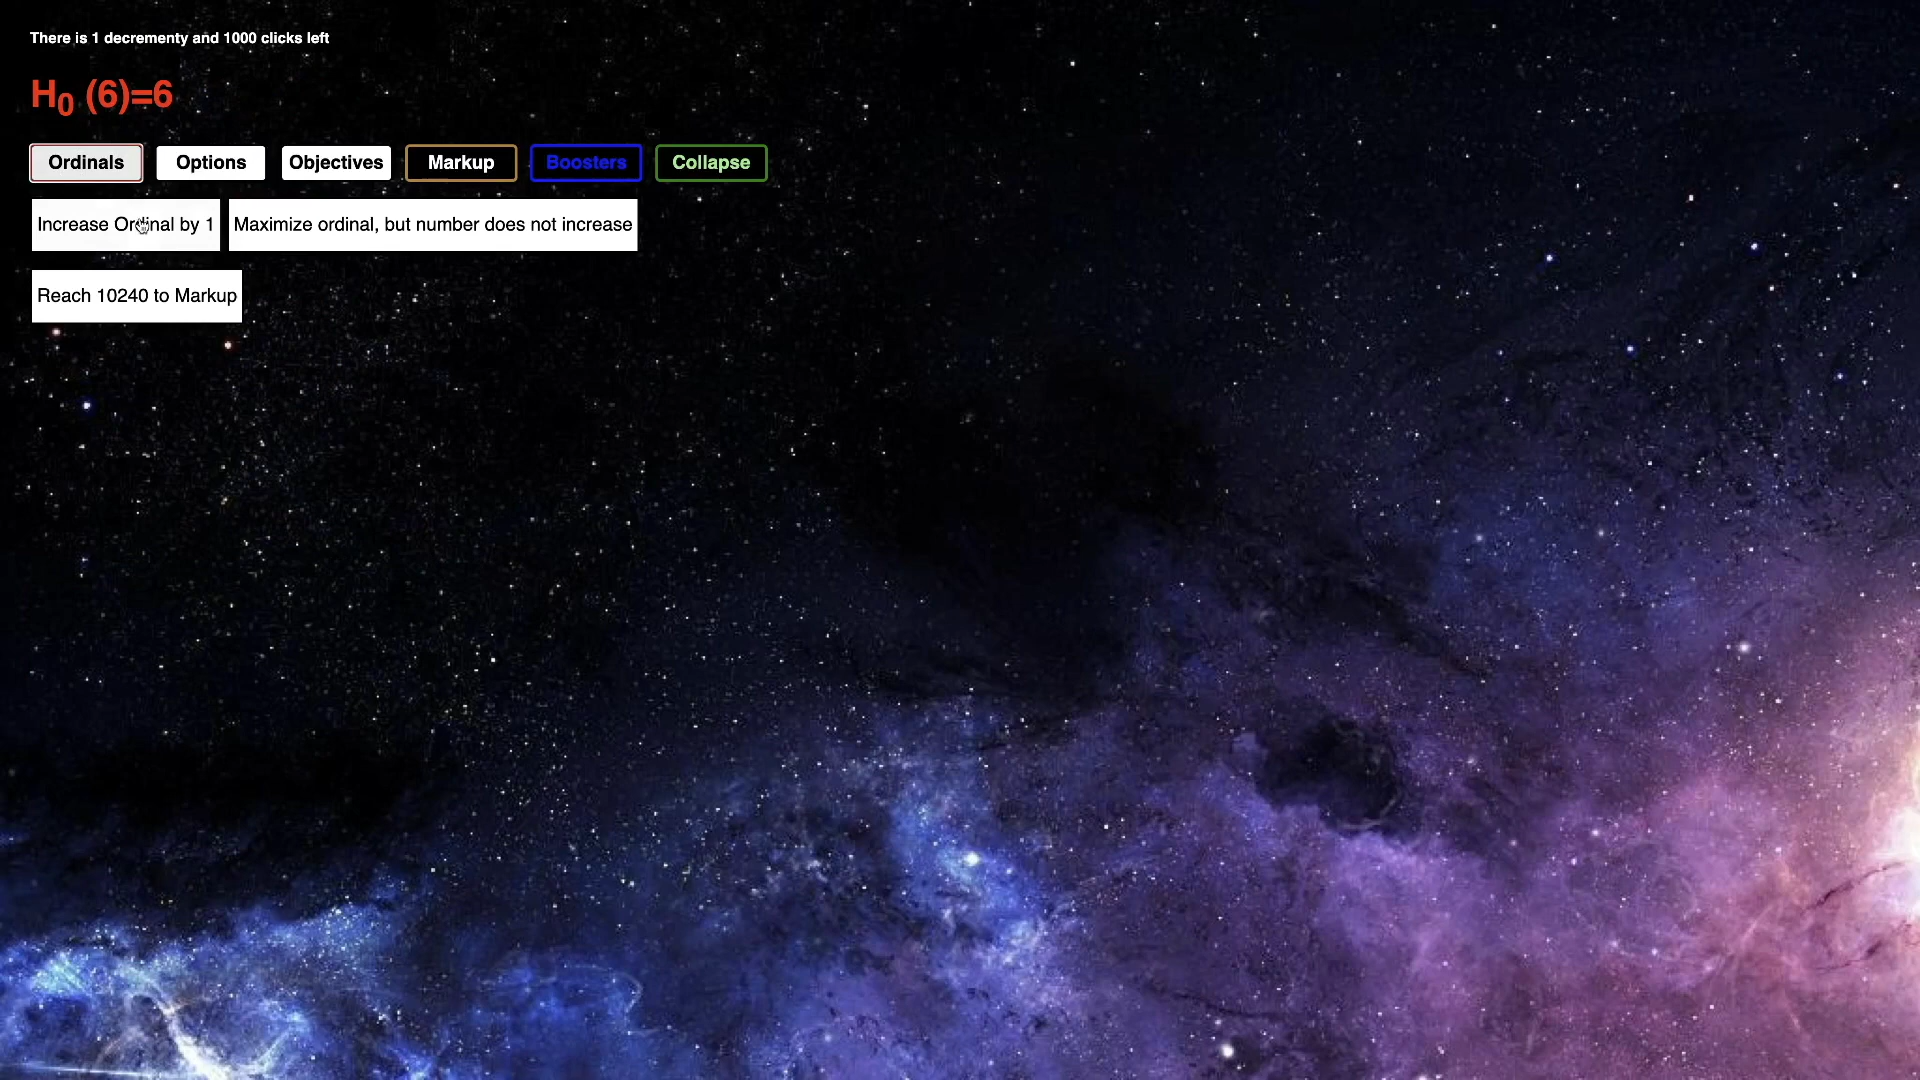 There is 1 decrementy and 1000 clicks left
H₀ (6)=6
Ordinals Options Objectives Markup Boosters Collapse
Increase Ordinal by 1 Maximize ordinal, but number does not increase
Reach 10240 to Markup